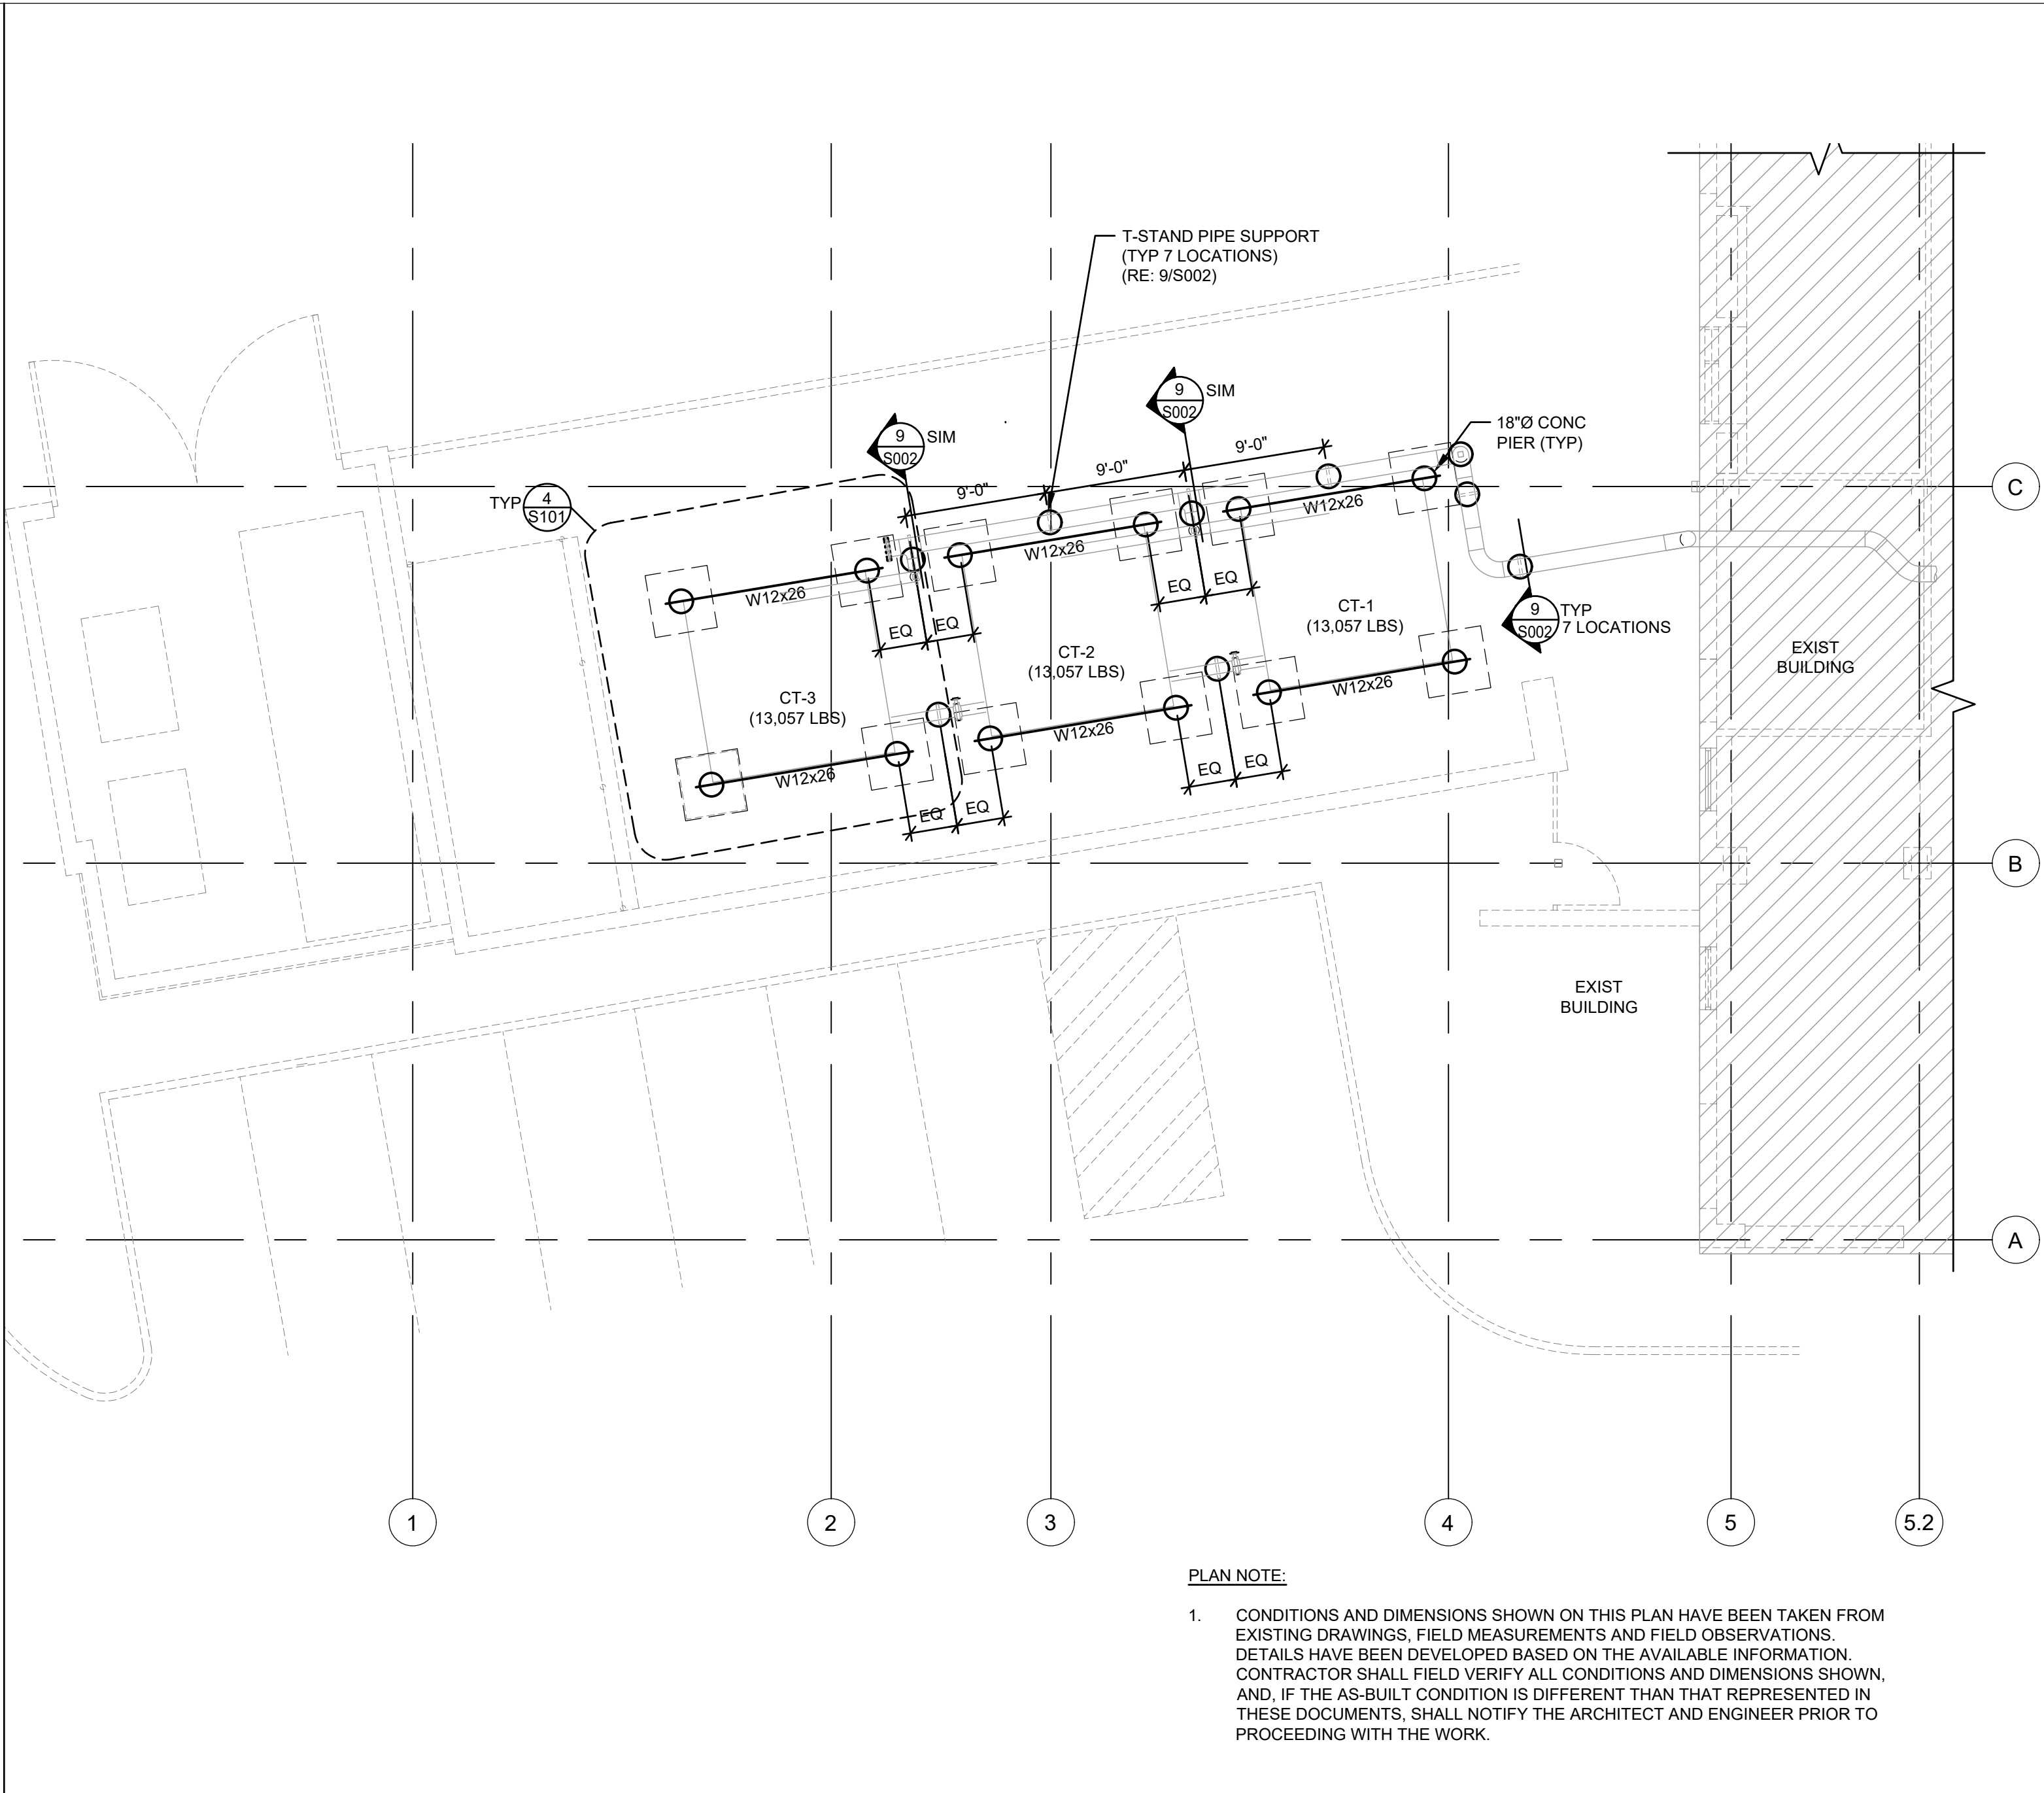 T-STAND PIPE SUPPORT
(TYP 7 LOCATIONS)
(RE: 9/S002)
9
S002
SIM
9
S002
SIM
18"Ø CONC
PIER (TYP)
9'-0"
9'-0"
9'-0"
TYP
4
S101
C
W12x26
W12x26
W12x26
EQ
EQ
EQ
EQ
CT-1
(13,057 LBS)
9
S002
TYP
7 LOCATIONS
CT-2
(13,057 LBS)
CT-3
(13,057 LBS)
EXIST
BUILDING
W12x26
W12x26
W12x26
EQ
EQ
EQ
EQ
B
EXIST
BUILDING
A
1
2
3
4
5
5.2
PLAN NOTE:
1. CONDITIONS AND DIMENSIONS SHOWN ON THIS PLAN HAVE BEEN TAKEN FROM
EXISTING DRAWINGS, FIELD MEASUREMENTS AND FIELD OBSERVATIONS.
DETAILS HAVE BEEN DEVELOPED BASED ON THE AVAILABLE INFORMATION.
CONTRACTOR SHALL FIELD VERIFY ALL CONDITIONS AND DIMENSIONS SHOWN,
AND, IF THE AS-BUILT CONDITION IS DIFFERENT THAN THAT REPRESENTED IN
THESE DOCUMENTS, SHALL NOTIFY THE ARCHITECT AND ENGINEER PRIOR TO
PROCEEDING WITH THE WORK.